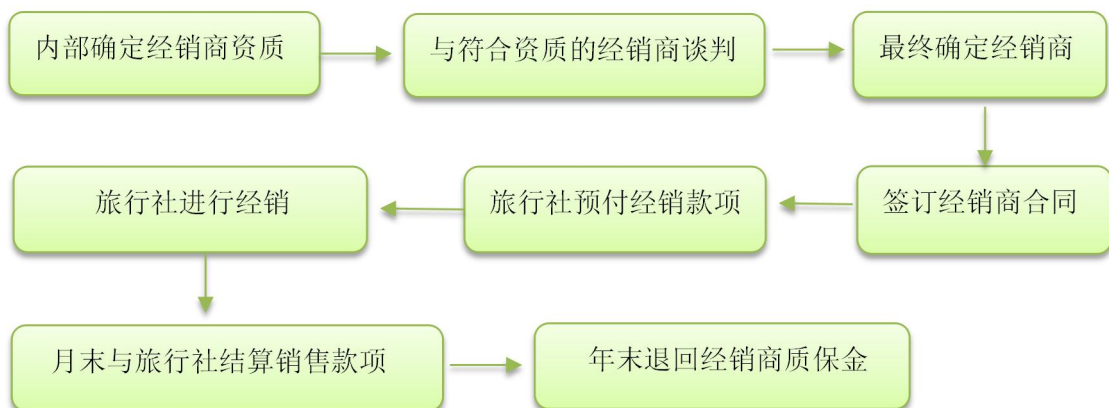 内部确定经销商资质
与符合资质的经销商谈判
最终确定经销商
签订经销商合同
旅行社预付经销款项
旅行社进行经销
月末与旅行社结算销售款项
年末退回经销商质保金